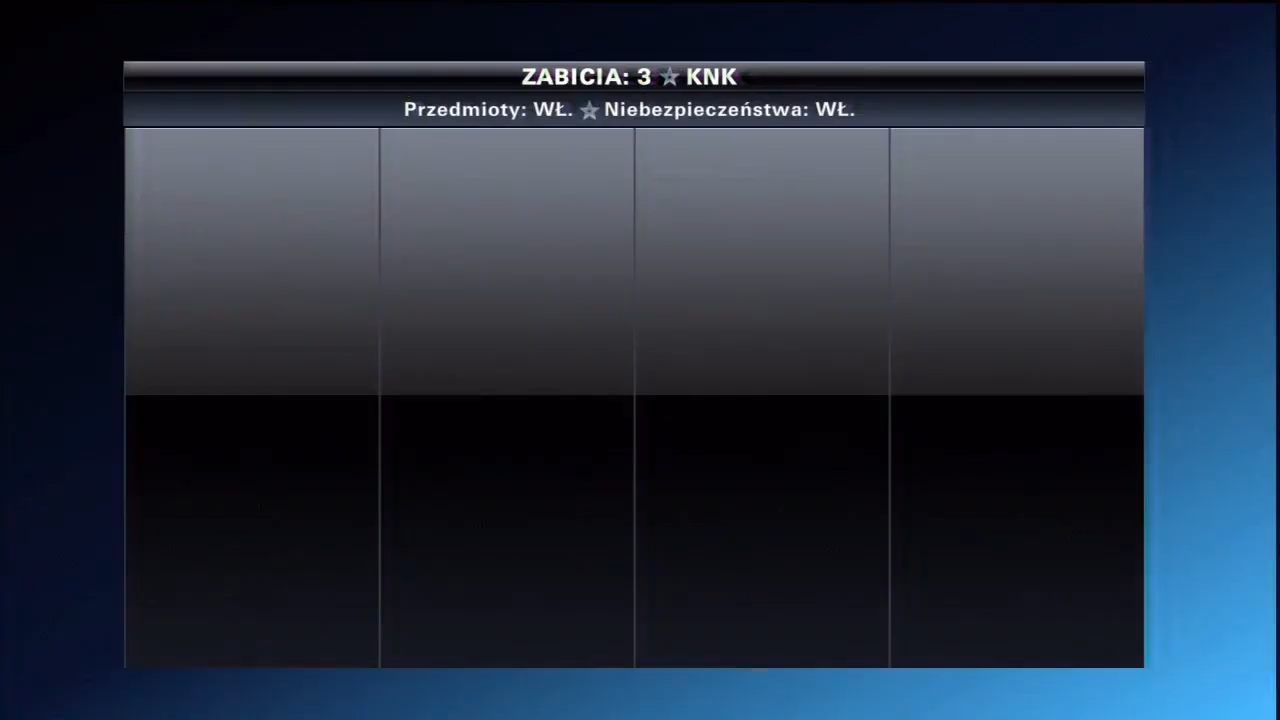 ZABICIA: 3 ★ KNK
Przedmioty: WŁ. ★ Niebezpieczeństwa: WŁ.